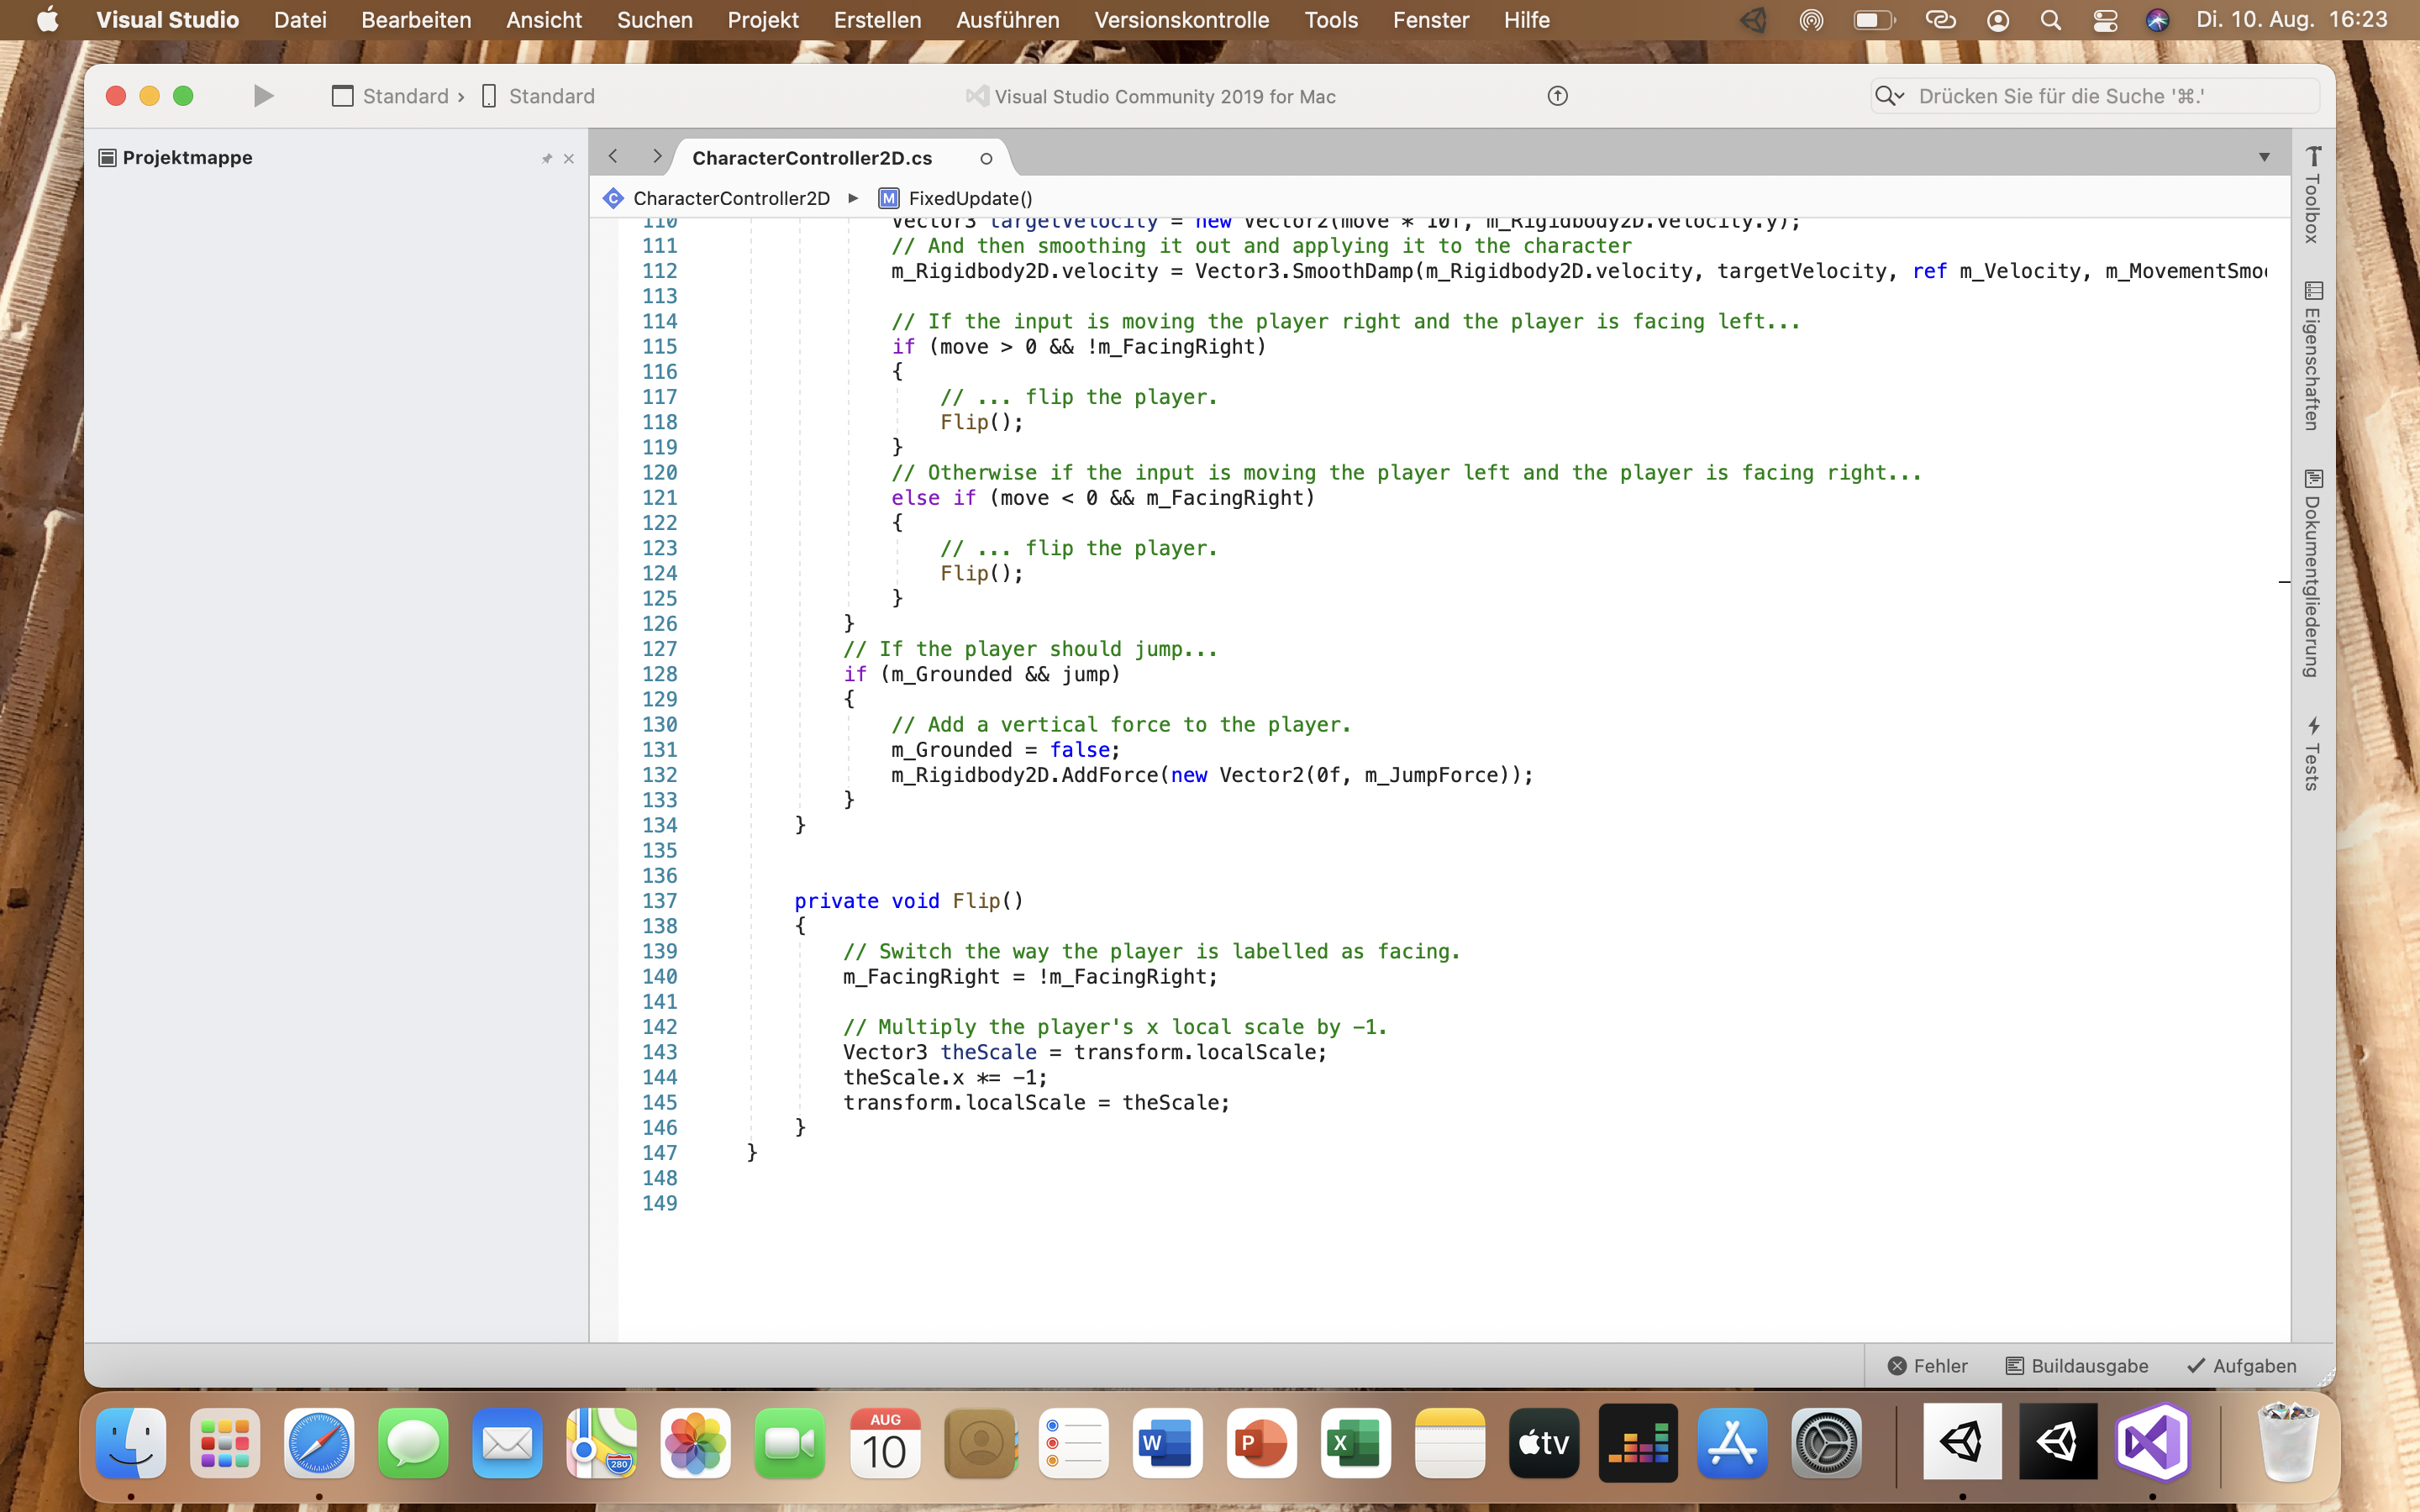 Visual Studio Datei Bearbeiten Ansicht Suchen Projekt Erstellen Ausführen Versionskontrolle Tools Fenster Hilfe Di. 10. Aug. 16:23
Standard › Standard
Visual Studio Community 2019 for Mac
Drücken Sie für die Suche '⌘.'
Projektmappe
CharacterController2D.cs
CharacterController2D ▸ M FixedUpdate()
110 Vector3 targetVelocity = new Vector2(move * 10f, m_Rigidbody2D.velocity.y);
111 // And then smoothing it out and applying it to the character
112 m_Rigidbody2D.velocity = Vector3.SmoothDamp(m_Rigidbody2D.velocity, targetVelocity, ref m_Velocity, m_MovementSmo
113
114 // If the input is moving the player right and the player is facing left...
115 if (move > 0 && !m_FacingRight)
116 {
117 // ... flip the player.
118 Flip();
119 }
120 // Otherwise if the input is moving the player left and the player is facing right...
121 else if (move < 0 && m_FacingRight)
122 {
123 // ... flip the player.
124 Flip();
125 }
126 }
127 // If the player should jump...
128 if (m_Grounded && jump)
129 {
130 // Add a vertical force to the player.
131 m_Grounded = false;
132 m_Rigidbody2D.AddForce(new Vector2(0f, m_JumpForce));
133 }
134 }
135
136
137 private void Flip()
138 {
139 // Switch the way the player is labelled as facing.
140 m_FacingRight = !m_FacingRight;
141
142 // Multiply the player's x local scale by -1.
143 Vector3 theScale = transform.localScale;
144 theScale.x *= -1;
145 transform.localScale = theScale;
146 }
147 }
148
149
Toolbox
Eigenschaften
Dokumentgliederung
Tests
Fehler Buildausgabe Aufgaben
280
AUG
10
W
P
X
tv